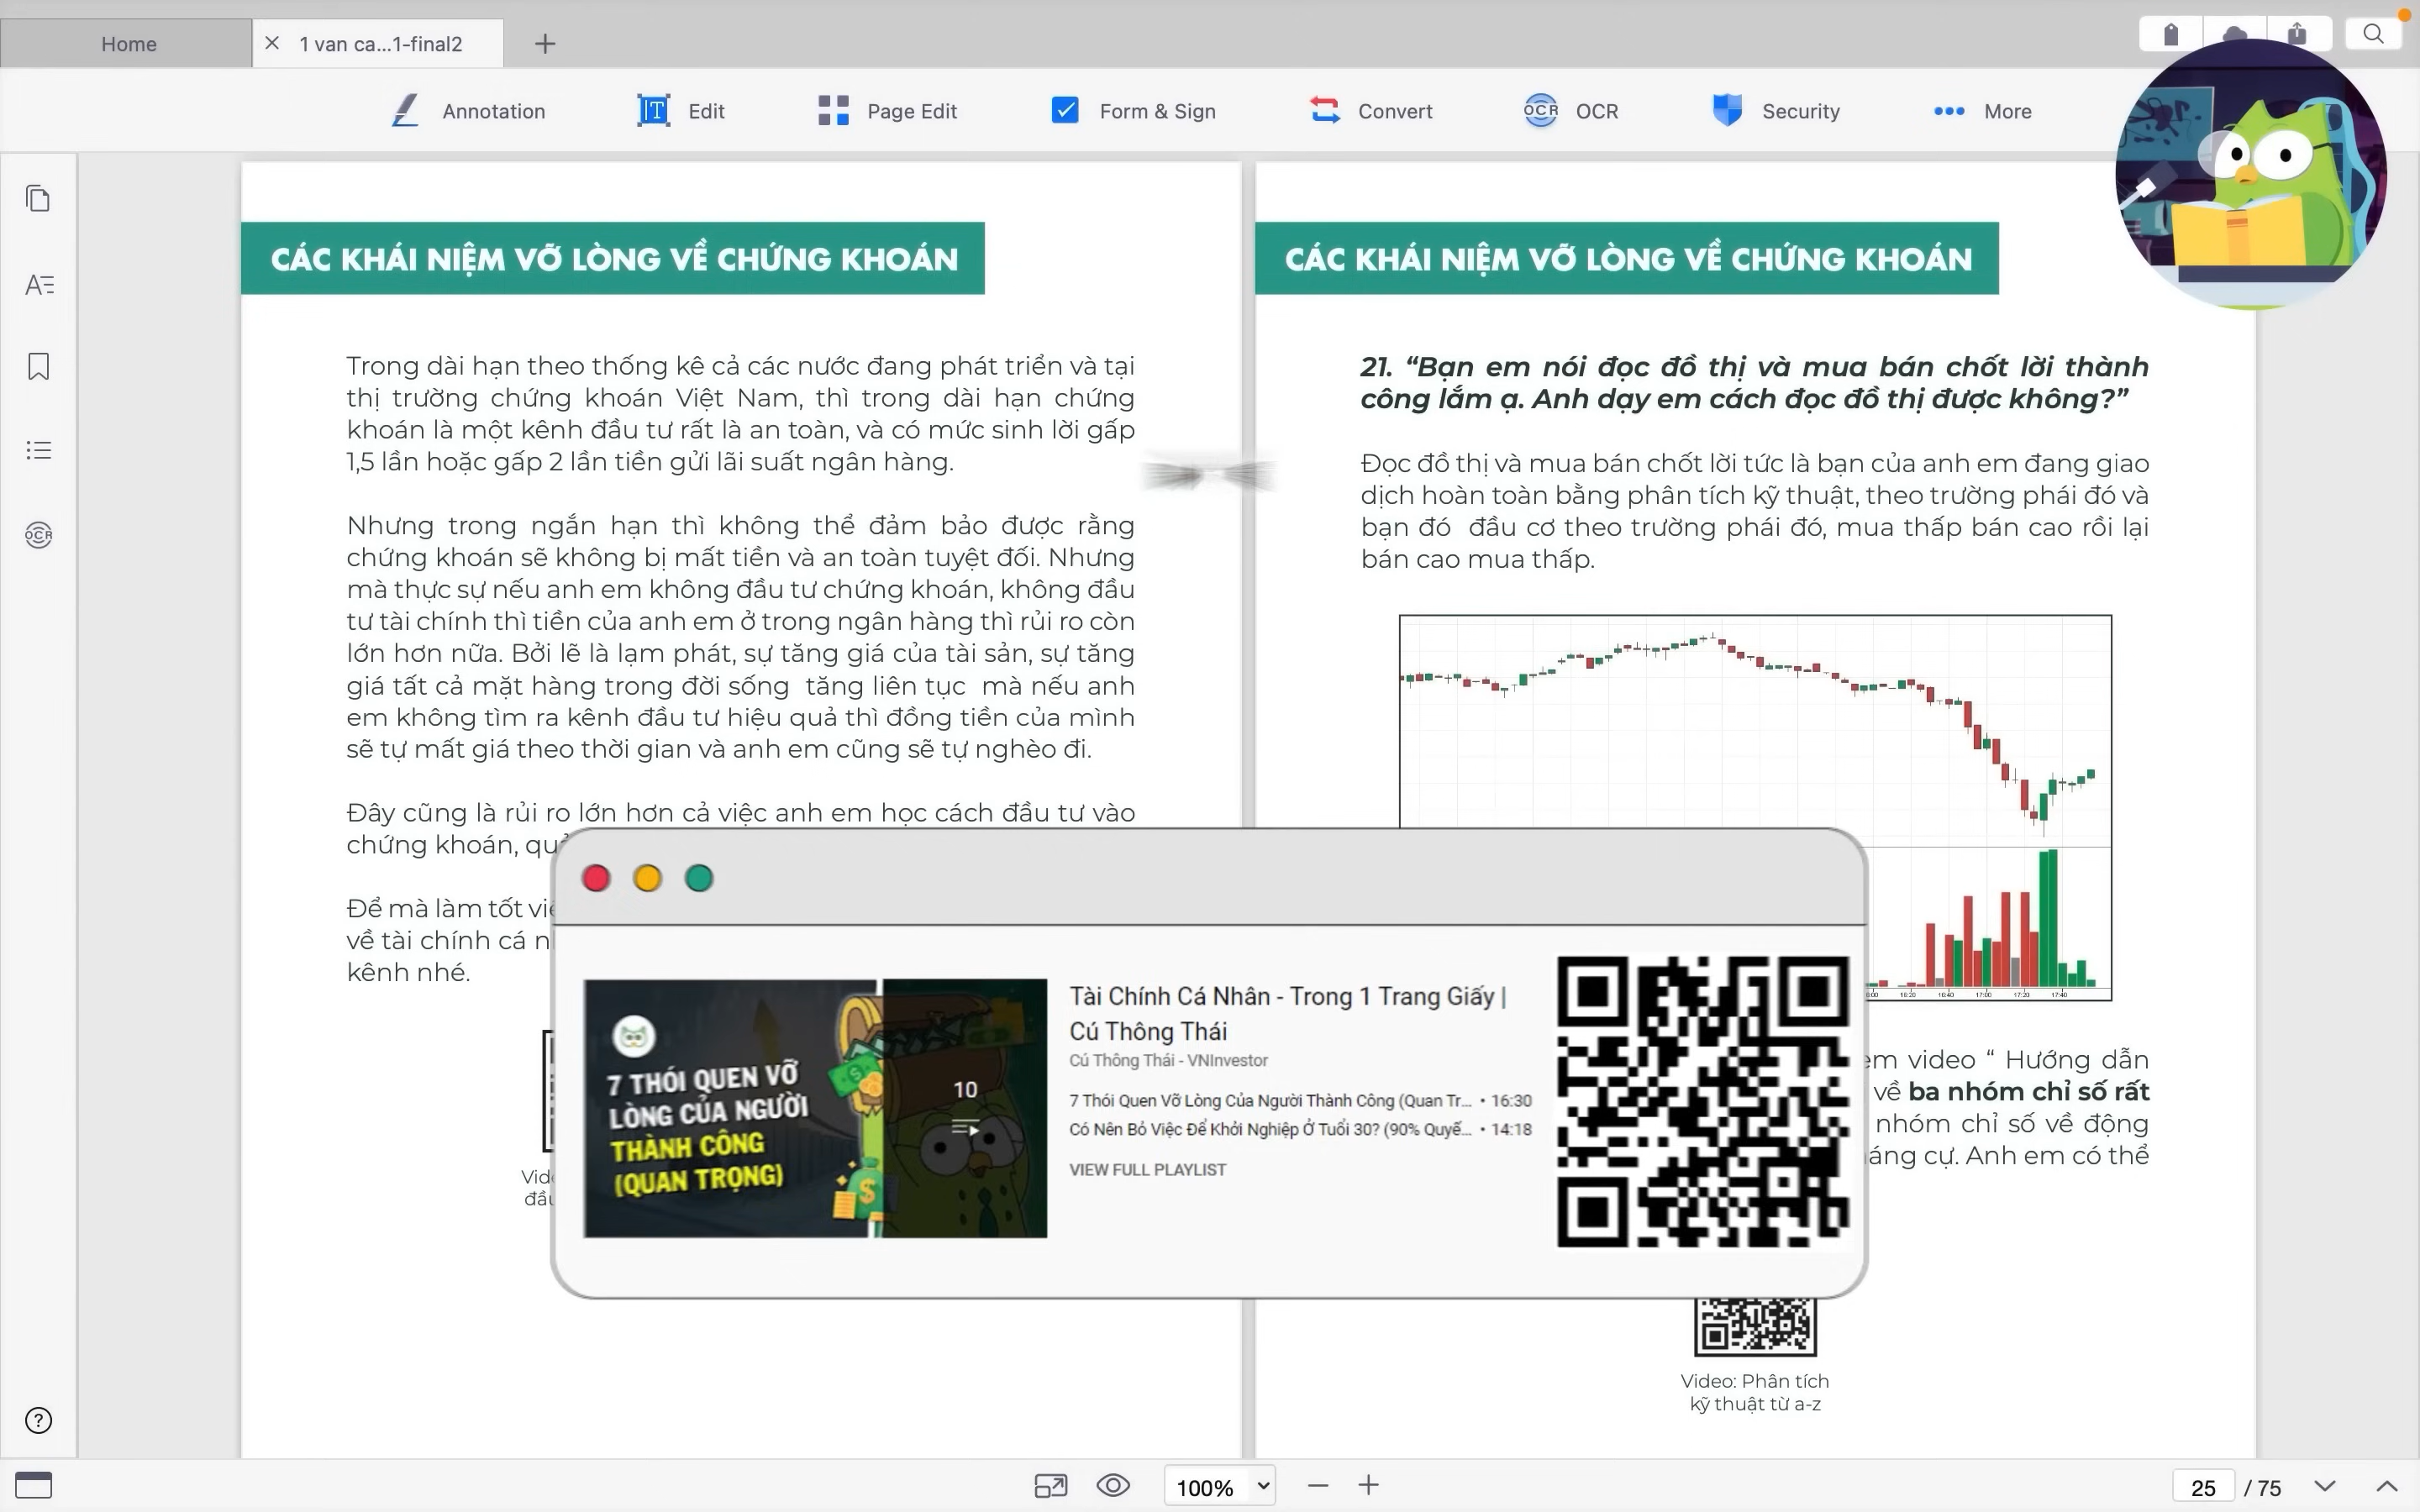 Home
1 van ca...1-final2
Annotation
Edit
Page Edit
Form & Sign
Convert
OCR
OCR
Security
More
CÁC KHÁI NIỆM VỠ LÒNG VỀ CHỨNG KHOÁN
Trong dài hạn theo thống kê cả các nước đang phát triển và tại
thị trường chứng khoán Việt Nam, thì trong dài hạn chứng
khoán là một kênh đầu tư rất là an toàn, và có mức sinh lời gấp
1,5 lần hoặc gấp 2 lần tiền gửi lãi suất ngân hàng.
Nhưng trong ngắn hạn thì không thể đảm bảo được rằng
chứng khoán sẽ không bị mất tiền và an toàn tuyệt đối. Nhưng
mà thực sự nếu anh em không đầu tư chứng khoán, không đầu
tư tài chính thì tiền của anh em ở trong ngân hàng thì rủi ro còn
lớn hơn nữa. Bởi lẽ là lạm phát, sự tăng giá của tài sản, sự tăng
giá tất cả mặt hàng trong đời sống tăng liên tục mà nếu anh
em không tìm ra kênh đầu tư hiệu quả thì đồng tiền của mình
sẽ tự mất giá theo thời gian và anh em cũng sẽ tự nghèo đi.
Đây cũng là rủi ro lớn hơn cả việc anh em học cách đầu tư vào
chứng khoán,
Để mà làm tốt
về tài chính cá
kênh nhé.
CÁC KHÁI NIỆM VỠ LÒNG VỀ CHỨNG KHOÁN
21. “Bạn em nói đọc đồ thị và mua bán chốt lời thành
công lắm ạ. Anh dạy em cách đọc đồ thị được không?”
Đọc đồ thị và mua bán chốt lời tức là bạn của anh em đang giao
dịch hoàn toàn bằng phân tích kỹ thuật, theo trường phái đó và
bạn đó đầu cơ theo trường phái đó, mua thấp bán cao rồi lại
bán cao mua thấp.
16:20 16:40 17:00 17:20 17:40
video “ Hướng dẫn
về ba nhóm chỉ số rất
nhóm chỉ số về động
cự. Anh em có thể
Video: Phân tích
kỹ thuật từ a-z
7 THÓI QUEN VỠ
LÒNG CỦA NGƯỜI
THÀNH CÔNG
(QUAN TRỌNG)
10
Tài Chính Cá Nhân - Trong 1 Trang Giấy |
Cú Thông Thái
Cú Thông Thái - VNInvestor
7 Thói Quen Vỡ Lòng Của Người Thành Công (Quan Tr... • 16:30
Có Nên Bỏ Việc Để Khởi Nghiệp Ở Tuổi 30? (90% Quyế... • 14:18
VIEW FULL PLAYLIST
OCR
100%
25 / 75